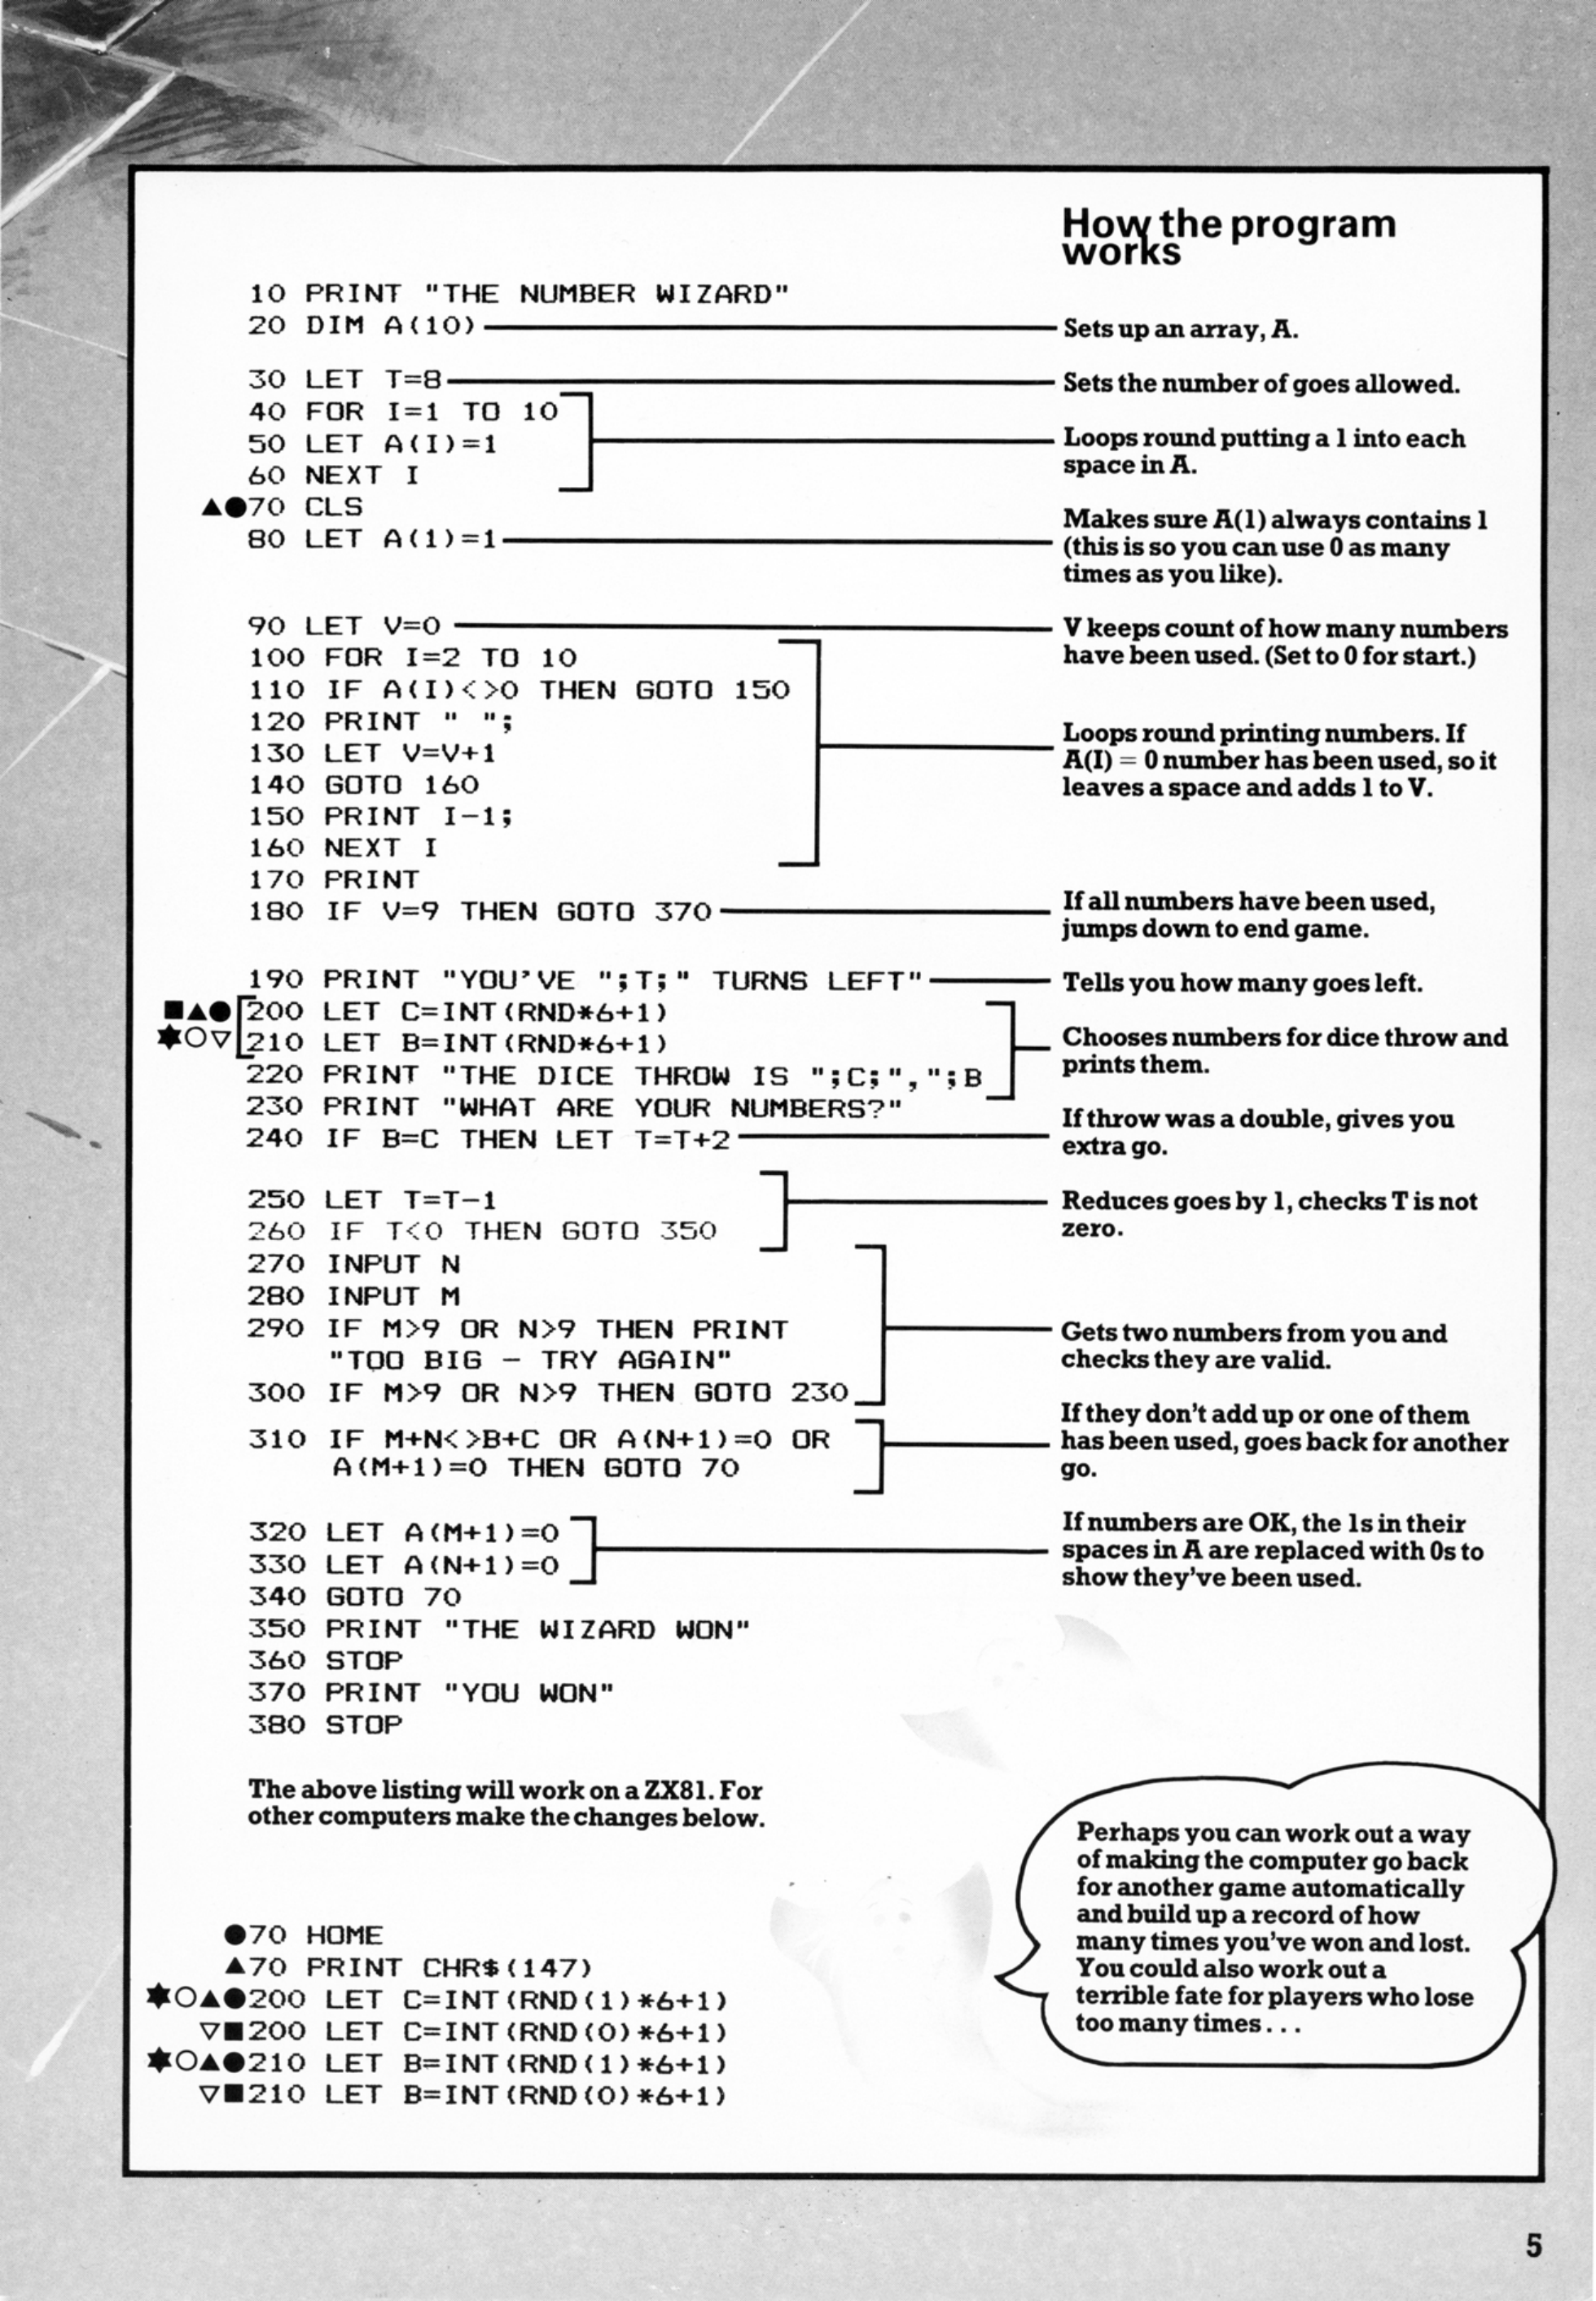 How the program
works
10 PRINT "THE NUMBER WIZARD"
20 DIM A(10)
Sets up an array, A.
30 LET T=8
Sets the number of goes allowed.
40 FOR I=1 TO 10
50 LET A(I)=1
60 NEXT I
Loops round putting a 1 into each
space in A.
▲●70 CLS
80 LET A(1)=1
Makes sure A(1) always contains 1
(this is so you can use 0 as many
times as you like).
90 LET V=0
V keeps count of how many numbers
have been used. (Set to 0 for start.)
100 FOR I=2 TO 10
110 IF A(I)<>0 THEN GOTO 150
120 PRINT " ";
130 LET V=V+1
140 GOTO 160
150 PRINT I-1;
160 NEXT I
Loops round printing numbers. If
A(I) = 0 number has been used, so it
leaves a space and adds 1 to V.
170 PRINT
180 IF V=9 THEN GOTO 370
If all numbers have been used,
jumps down to end game.
190 PRINT "YOU'VE ";T;" TURNS LEFT"
Tells you how many goes left.
■▲●200 LET C=INT(RND*6+1)
✶○▽210 LET B=INT(RND*6+1)
220 PRINT "THE DICE THROW IS ";C;",";B
Chooses numbers for dice throw and
prints them.
230 PRINT "WHAT ARE YOUR NUMBERS?"
240 IF B=C THEN LET T=T+2
If throw was a double, gives you
extra go.
250 LET T=T-1
260 IF T<0 THEN GOTO 350
Reduces goes by 1, checks T is not
zero.
270 INPUT N
280 INPUT M
290 IF M>9 OR N>9 THEN PRINT
"TOO BIG - TRY AGAIN"
300 IF M>9 OR N>9 THEN GOTO 230
Gets two numbers from you and
checks they are valid.
310 IF M+N<>B+C OR A(N+1)=0 OR
A(M+1)=0 THEN GOTO 70
If they don't add up or one of them
has been used, goes back for another
go.
320 LET A(M+1)=0
330 LET A(N+1)=0
If numbers are OK, the 1s in their
spaces in A are replaced with 0s to
show they've been used.
340 GOTO 70
350 PRINT "THE WIZARD WON"
360 STOP
370 PRINT "YOU WON"
380 STOP
The above listing will work on a ZX81. For
other computers make the changes below.
●70 HOME
▲70 PRINT CHR$(147)
✶○▲●200 LET C=INT(RND(1)*6+1)
▽■200 LET C=INT(RND(0)*6+1)
✶○▲●210 LET B=INT(RND(1)*6+1)
▽■210 LET B=INT(RND(0)*6+1)
Perhaps you can work out a way
of making the computer go back
for another game automatically
and build up a record of how
many times you've won and lost.
You could also work out a
terrible fate for players who lose
too many times...
5